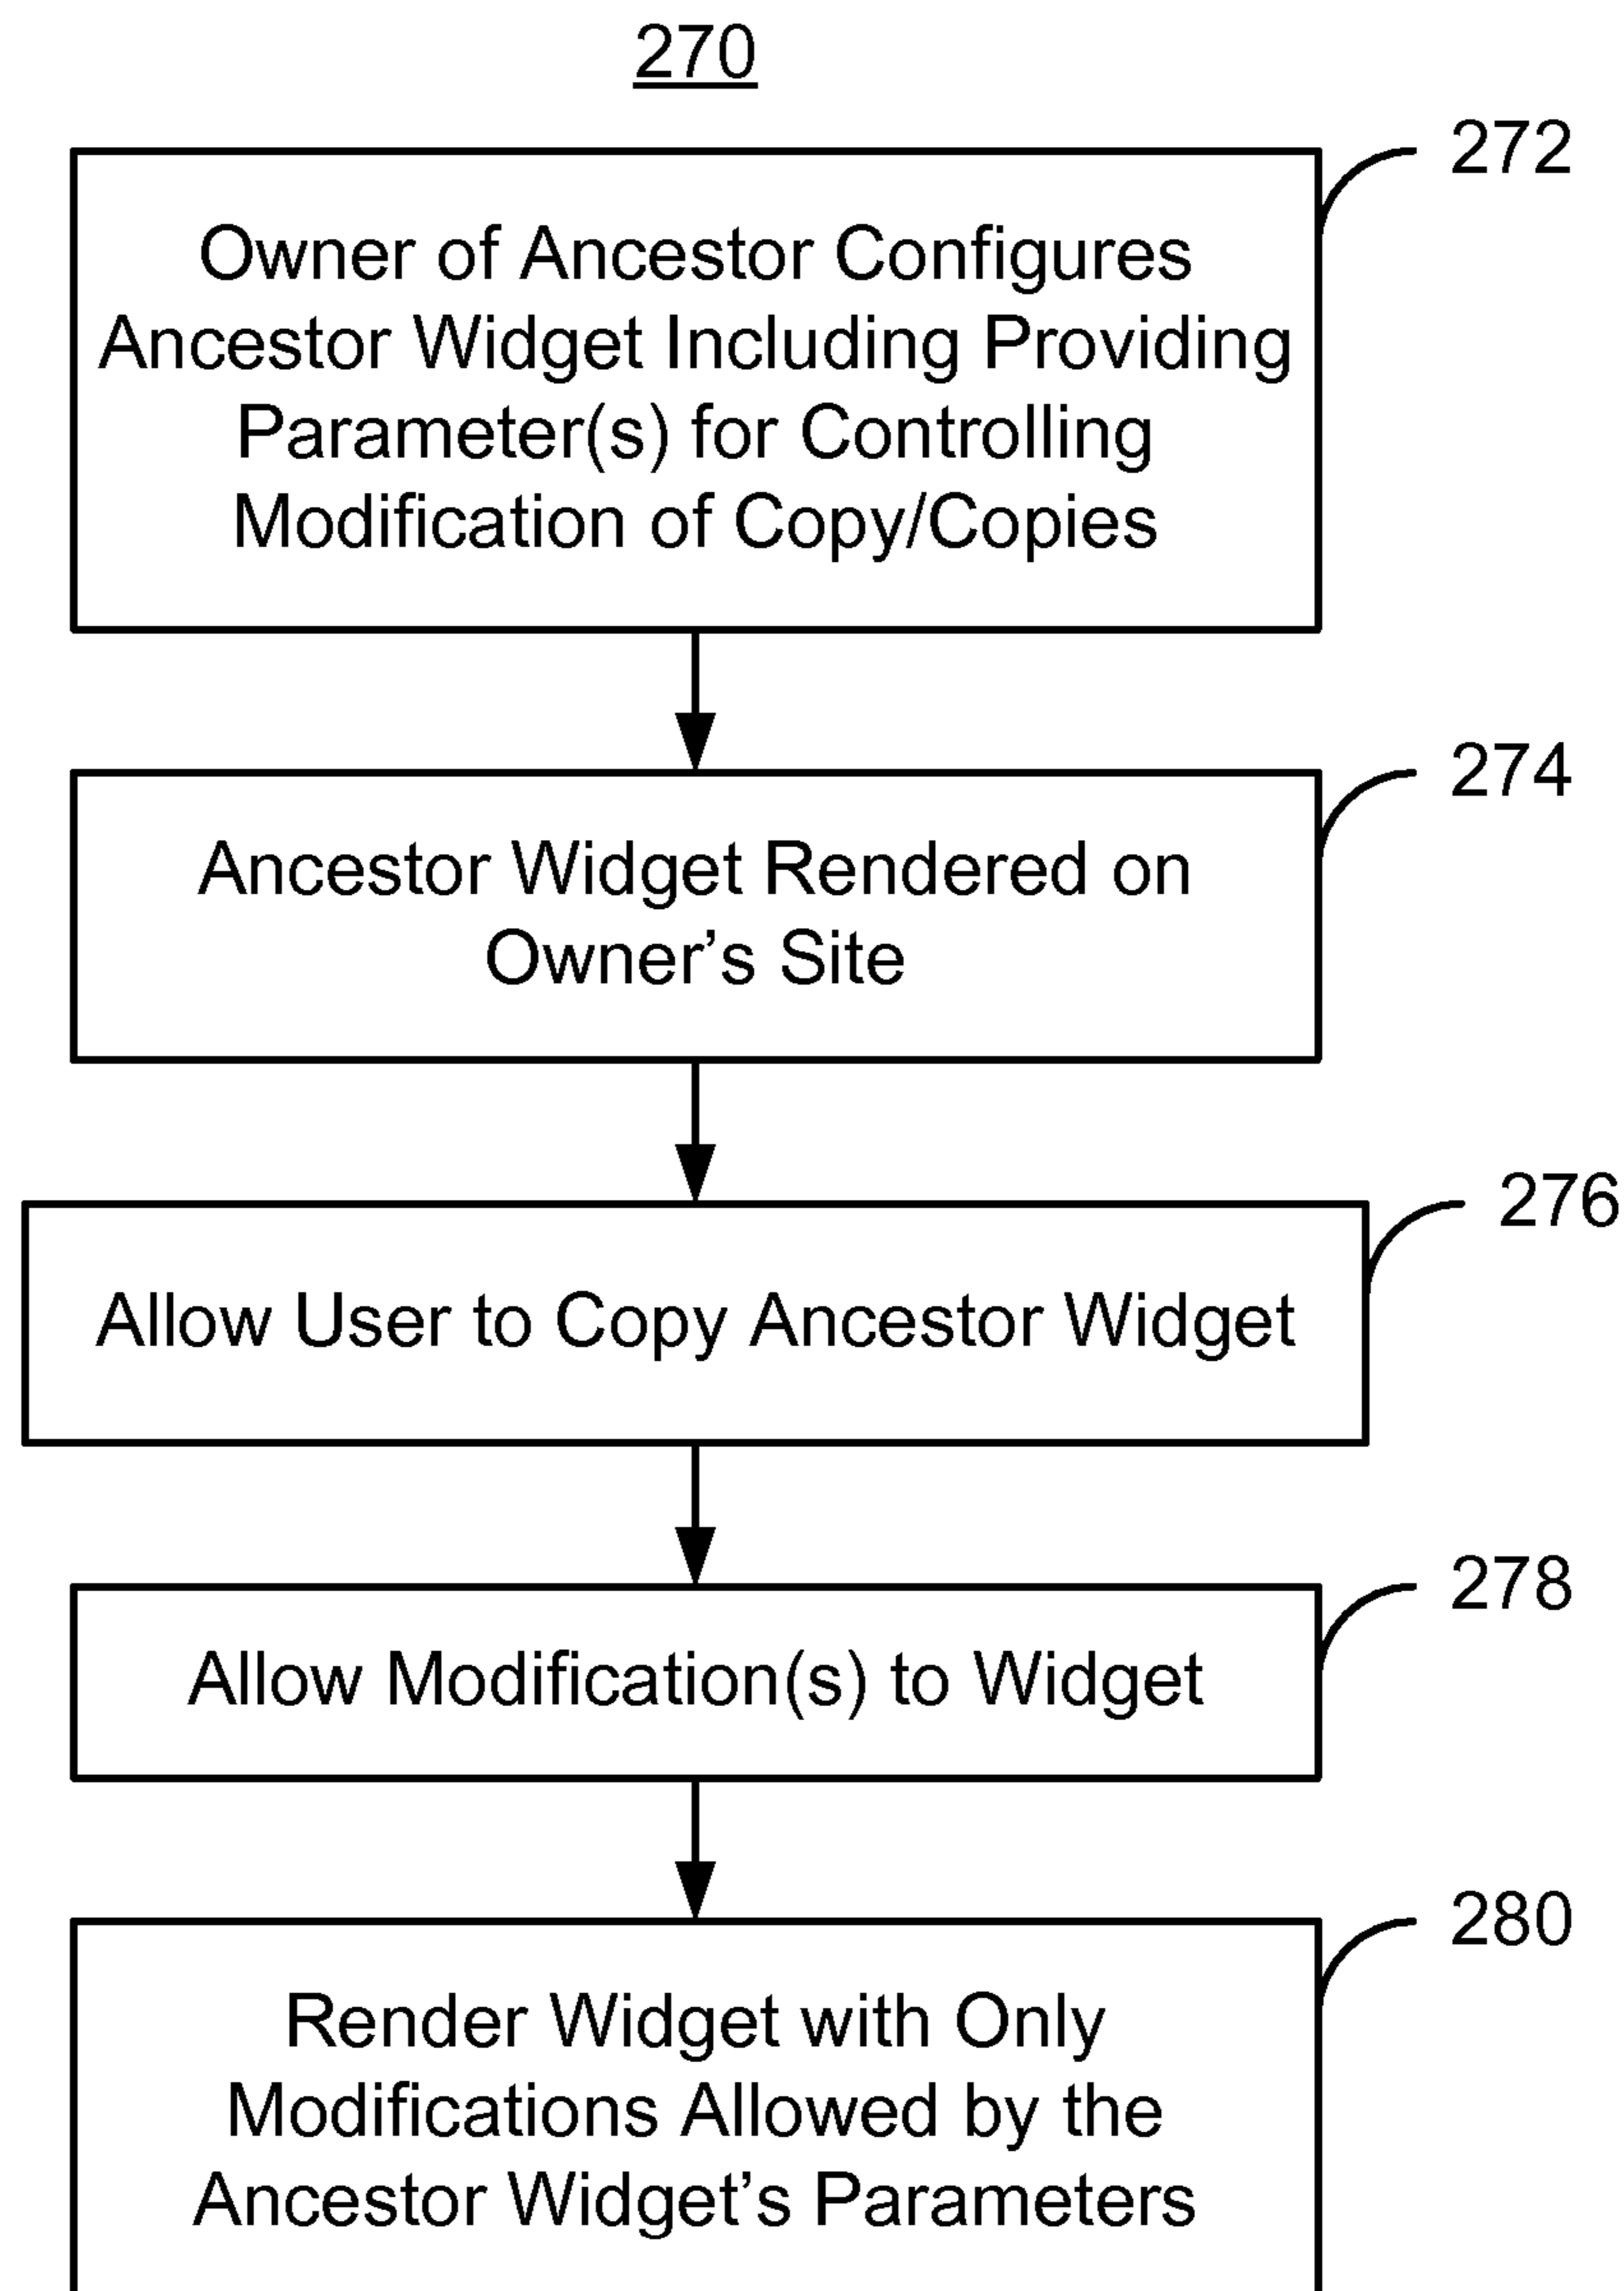 270
272
Owner of Ancestor Configures
Ancestor Widget Including Providing
Parameter(s) for Controlling
Modification of Copy/Copies
274
Ancestor Widget Rendered on
Owner’s Site
276
Allow User to Copy Ancestor Widget
278
Allow Modification(s) to Widget
280
Render Widget with Only
Modifications Allowed by the
Ancestor Widget’s Parameters